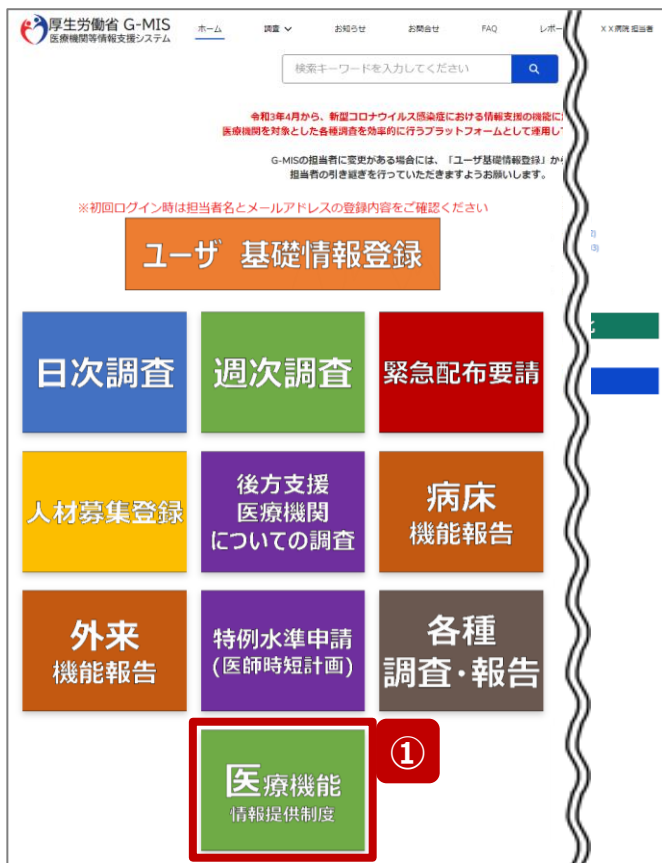 厚生労働省 G-MIS
医療機関等情報支援システム
ホーム 調査 お知らせ お問合せ FAQ レポー XX病院 担当者
検索キーワードを入力してください
令和3年4月から、新型コロナウイルス感染症における情報支援の機能に
医療機関を対象とした各種調査を効率的に行うプラットフォームとして運用し
G-MISの担当者に変更がある場合には、「ユーザ基礎情報登録」か
担当者の引き継ぎを行っていただきますようお願いします。
※初回ログイン時は担当者名とメールアドレスの登録内容をご確認ください
ユーザ 基礎情報登録
日次調査
週次調査
緊急配布要請
人材募集登録
後方支援
医療機関
についての調査
病床
機能報告
外来
機能報告
特例水準申請
(医師時短計画)
各種
調査・報告
①
医療機能
情報提供制度